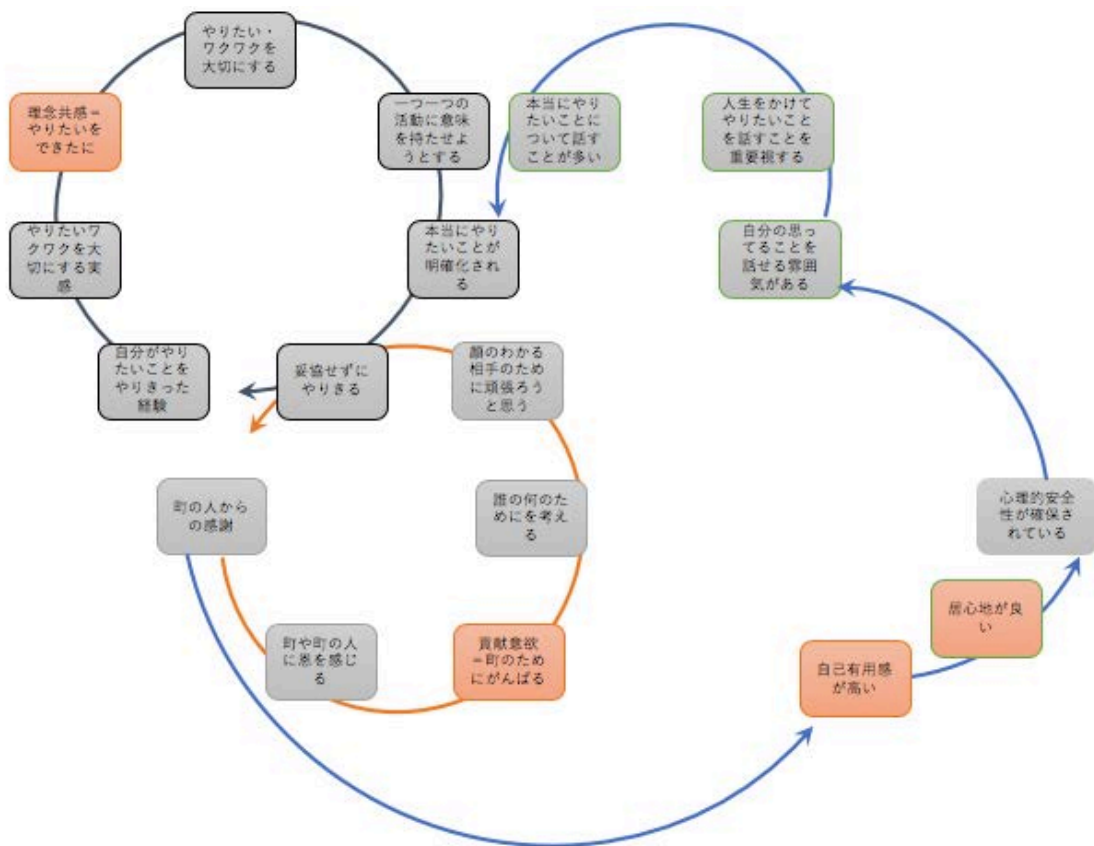 やりたい・
ワクワクを
大切にする
理念共感＝
やりたいを
できたに
一つ一つの
活動に意味
を持たせよ
うとする
本当にやり
たいことに
ついて話す
ことが多い
人生をかけて
やりたいこと
を話すことを
重要視する
やりたいワ
クワクを大
切にする実
感
本当にやり
たいことが
明確化され
る
自分の思っ
てることを
話せる雰囲
気がある
自分がやり
たいことを
やりきった
経験
妥協せずに
やりきる
顔のわかる
相手のため
に頑張ろう
と思う
町の人から
の感謝
誰の何のた
めにを考え
る
心理的安全
性が確保さ
れている
町や町の人
に恩を感じ
る
貢献意欲
＝町のため
にがんばる
自己有用感
が高い
居心地が良
い